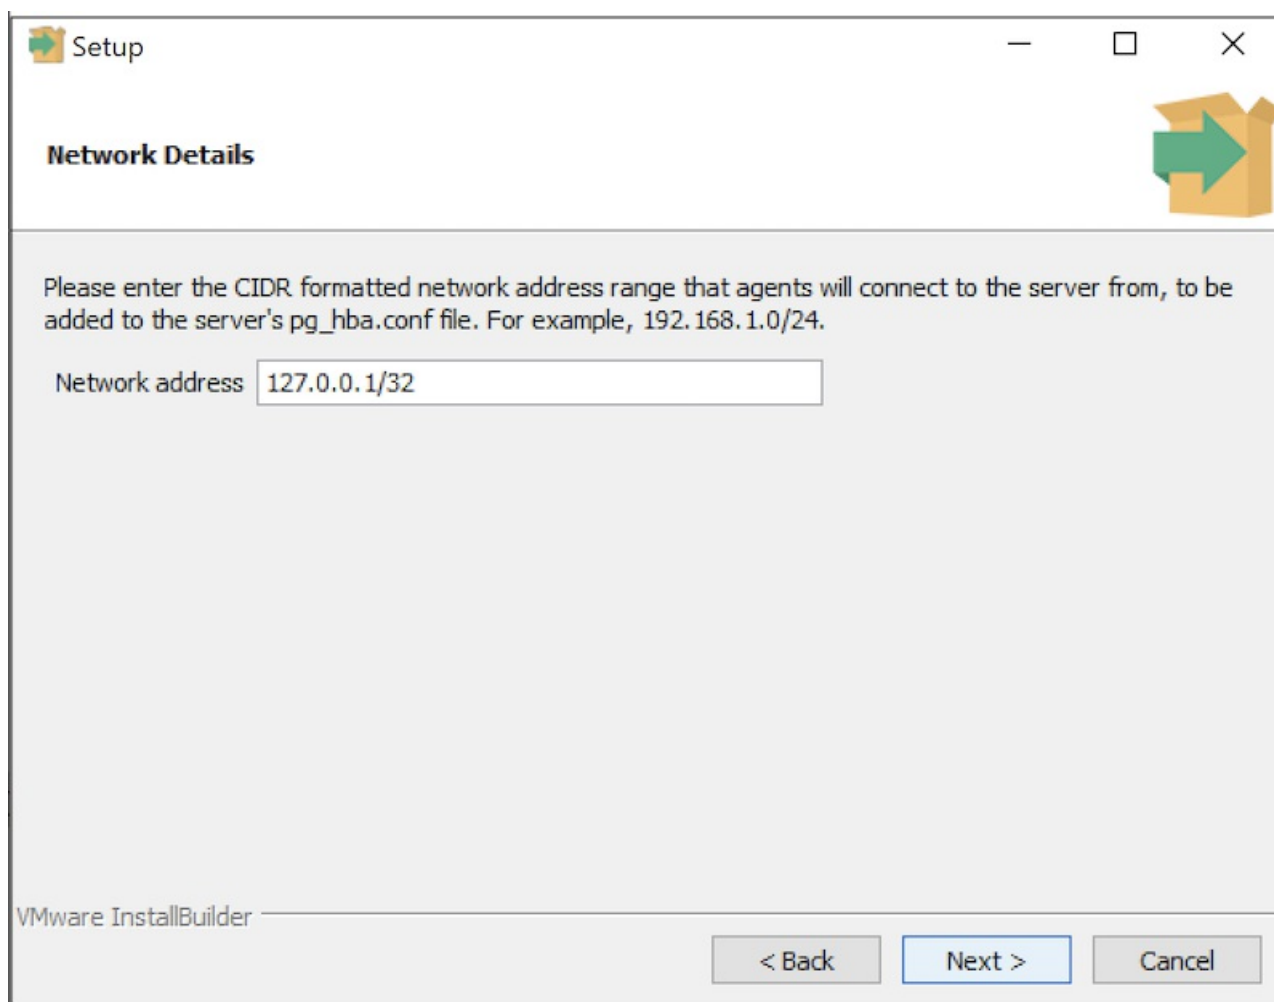 Setup
Network Details
Please enter the CIDR formatted network address range that agents will connect to the server from, to be
added to the server's pg_hba.conf file. For example, 192.168.1.0/24.
Network address 127.0.0.1/32
VMware InstallBuilder
< Back Next > Cancel